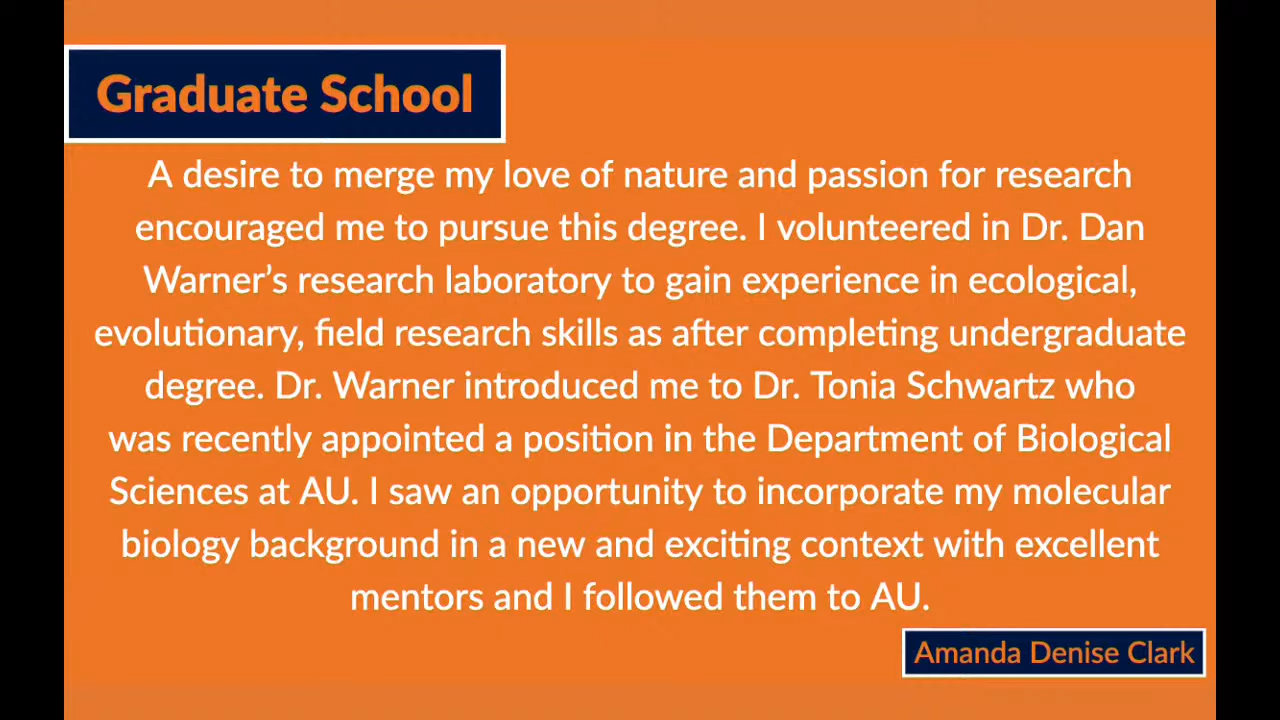 Graduate School
A desire to merge my love of nature and passion for research
encouraged me to pursue this degree. I volunteered in Dr. Dan
Warner’s research laboratory to gain experience in ecological,
evolutionary, field research skills as after completing undergraduate
degree. Dr. Warner introduced me to Dr. Tonia Schwartz who
was recently appointed a position in the Department of Biological
Sciences at AU. I saw an opportunity to incorporate my molecular
biology background in a new and exciting context with excellent
mentors and I followed them to AU.
Amanda Denise Clark